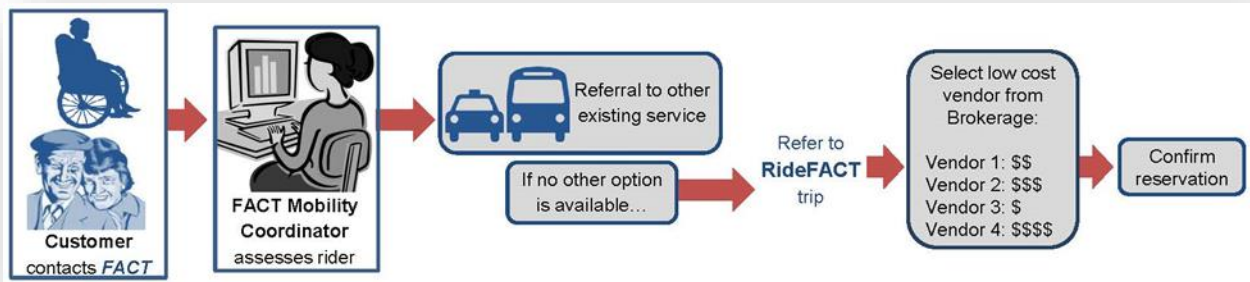 Customer
contacts FACT
FACT Mobility
Coordinator
assesses rider
Referral to other
existing service
If no other option
is available…
Refer to
RideFACT
trip
Select low cost
vendor from
Brokerage:
Vendor 1: $$
Vendor 2: $$$
Vendor 3: $
Vendor 4: $$$$
Confirm
reservation